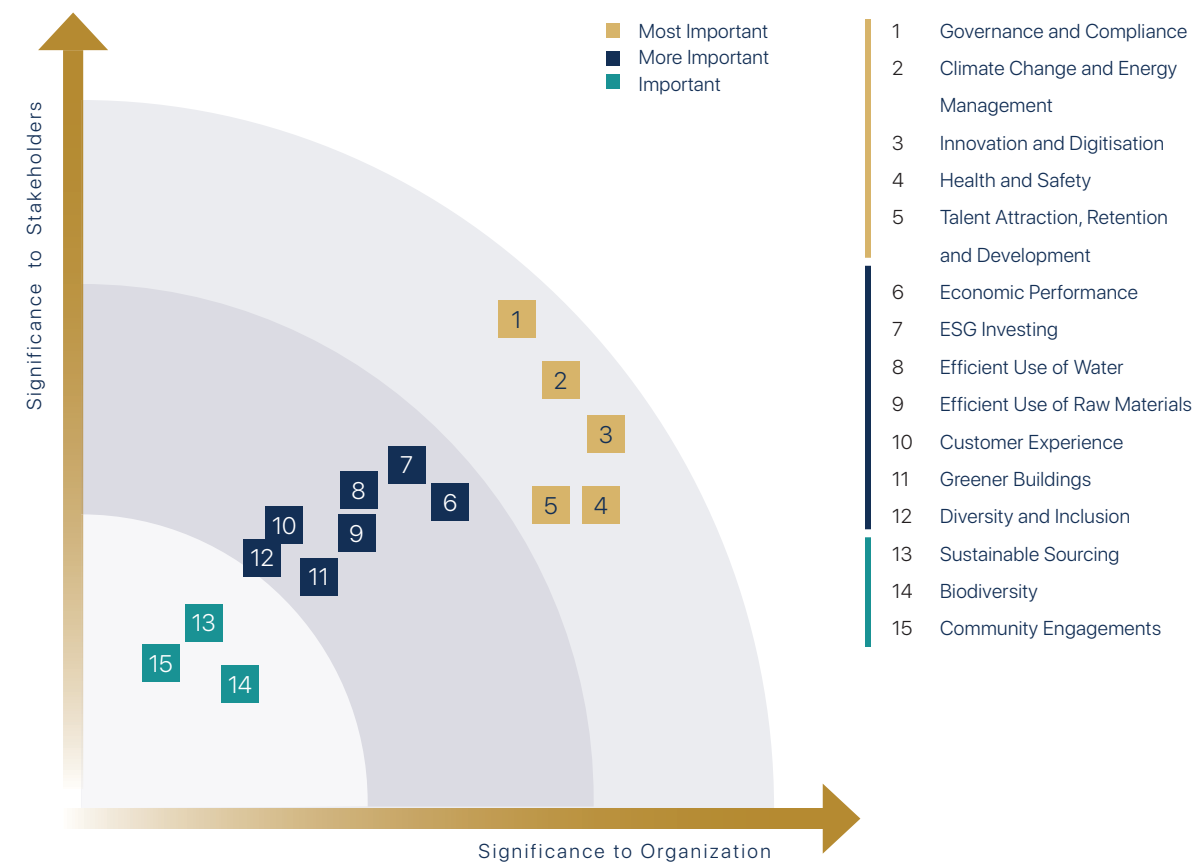 Most Important
More Important
Important
Significance to Stakeholders
1
2
3
5
4
7
8
6
10
9
12
11
13
15
14
Significance to Organization
1 Governance and Compliance
2 Climate Change and Energy
Management
3 Innovation and Digitisation
4 Health and Safety
5 Talent Attraction, Retention
and Development
6 Economic Performance
7 ESG Investing
8 Efficient Use of Water
9 Efficient Use of Raw Materials
10 Customer Experience
11 Greener Buildings
12 Diversity and Inclusion
13 Sustainable Sourcing
14 Biodiversity
15 Community Engagements